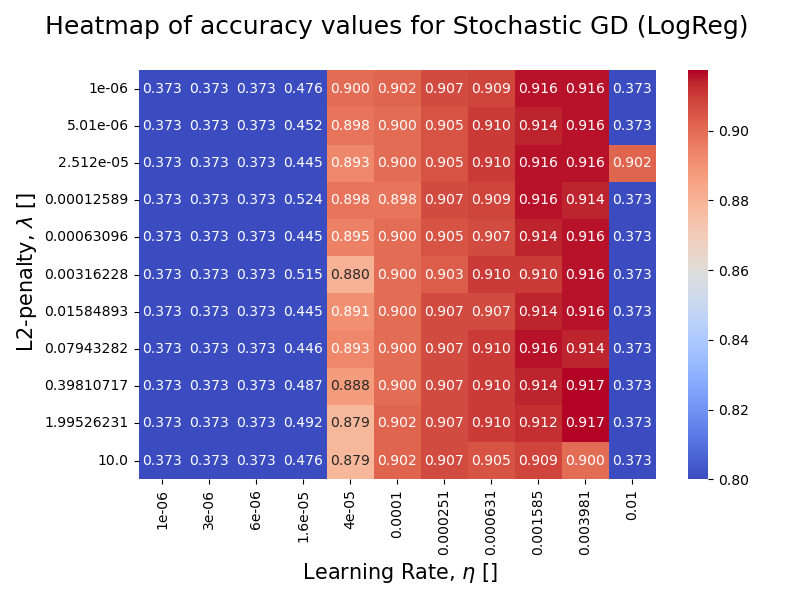 Heatmap of accuracy values for Stochastic GD (LogReg)
L2-penalty, λ []
1e-06 0.373 0.373 0.373 0.476 0.900 0.902 0.907 0.909 0.916 0.916 0.373
5.01e-06 0.373 0.373 0.373 0.452 0.898 0.900 0.905 0.910 0.914 0.916 0.373
2.512e-05 0.373 0.373 0.373 0.445 0.893 0.900 0.905 0.910 0.916 0.916 0.902
0.00012589 0.373 0.373 0.373 0.524 0.898 0.898 0.907 0.909 0.916 0.914 0.373
0.00063096 0.373 0.373 0.373 0.445 0.895 0.900 0.905 0.907 0.914 0.916 0.373
0.00316228 0.373 0.373 0.373 0.515 0.880 0.900 0.903 0.910 0.910 0.916 0.373
0.01584893 0.373 0.373 0.373 0.445 0.891 0.900 0.907 0.907 0.914 0.916 0.373
0.07943282 0.373 0.373 0.373 0.446 0.893 0.900 0.907 0.910 0.916 0.914 0.373
0.39810717 0.373 0.373 0.373 0.487 0.888 0.900 0.907 0.910 0.914 0.917 0.373
1.99526231 0.373 0.373 0.373 0.492 0.879 0.902 0.907 0.910 0.912 0.917 0.373
10.0 0.373 0.373 0.373 0.476 0.879 0.902 0.907 0.905 0.909 0.900 0.373
1e-06 3e-06 6e-06 1.6e-05 4e-05 0.0001 0.000251 0.000631 0.001585 0.003981 0.01
Learning Rate, η []
0.90
0.88
0.86
0.84
0.82
0.80